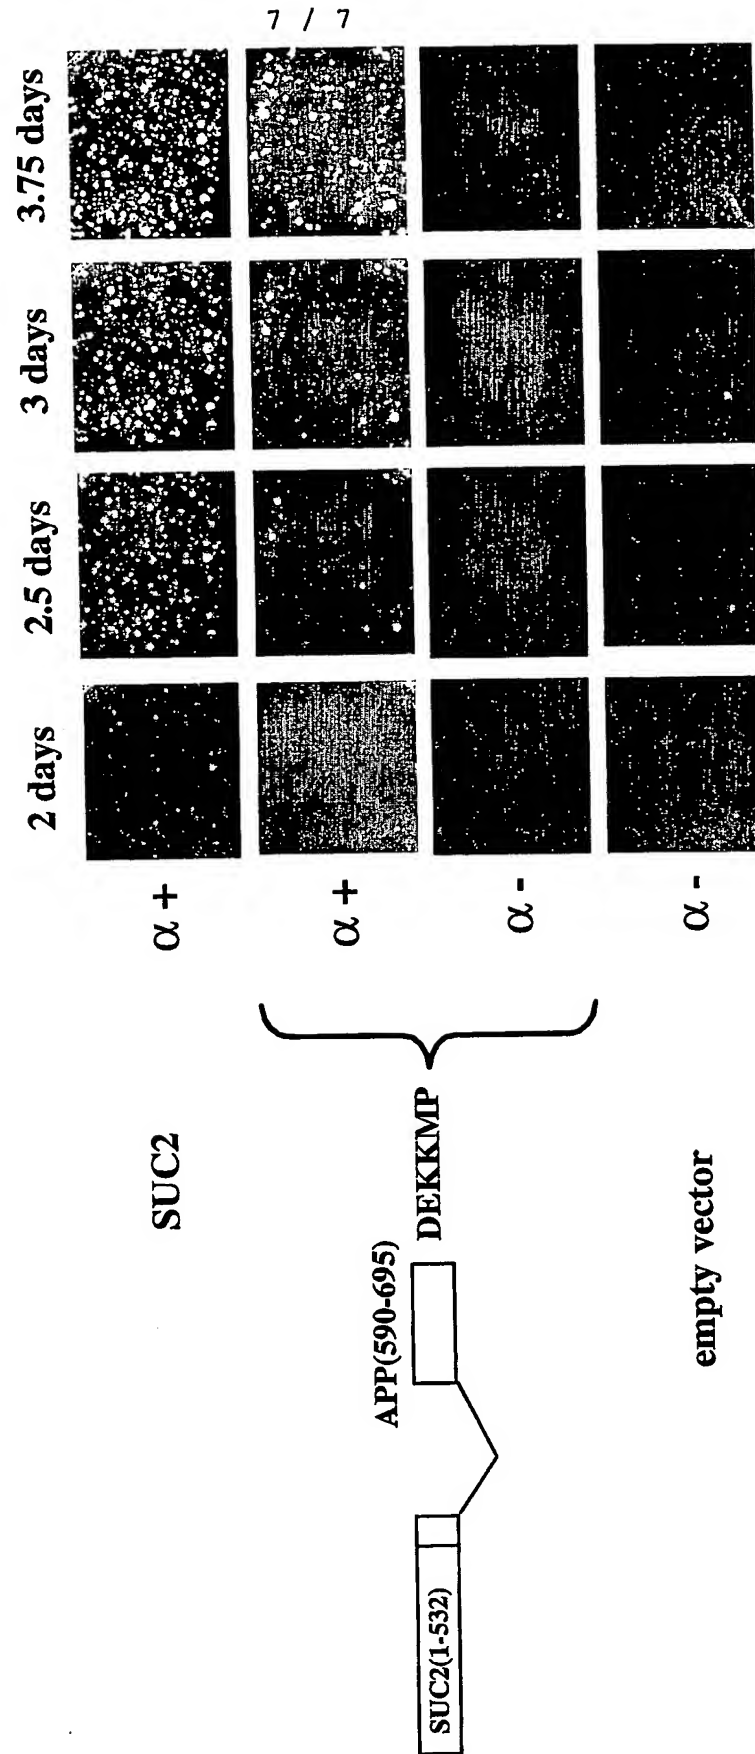 7 / 7
2 days
2.5 days
3 days
3.75 days
SUC2
α +
SUC2(1-532)
APP(590-695)
DEKKMP
α +
α -
empty vector
α -